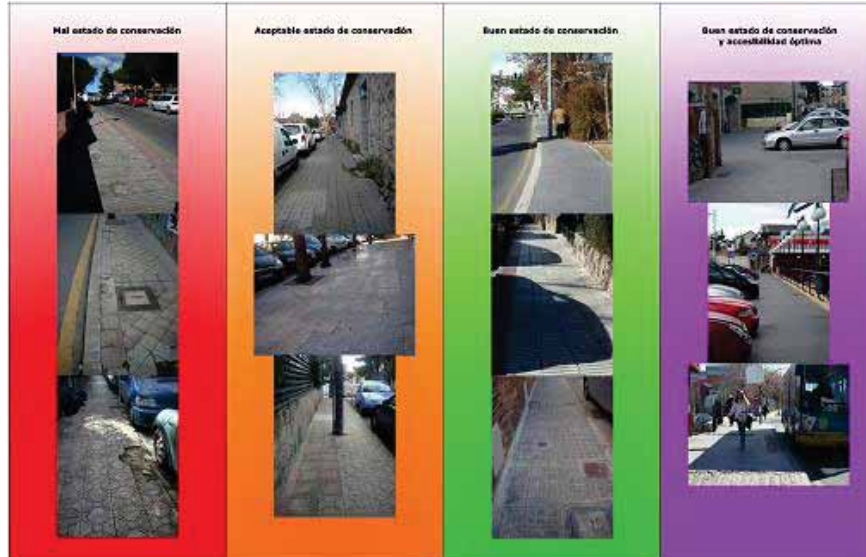 Mal estado de conservación
Aceptable estado de conservación
Buen estado de conservación
Buen estado de conservación
y accesibilidad óptima